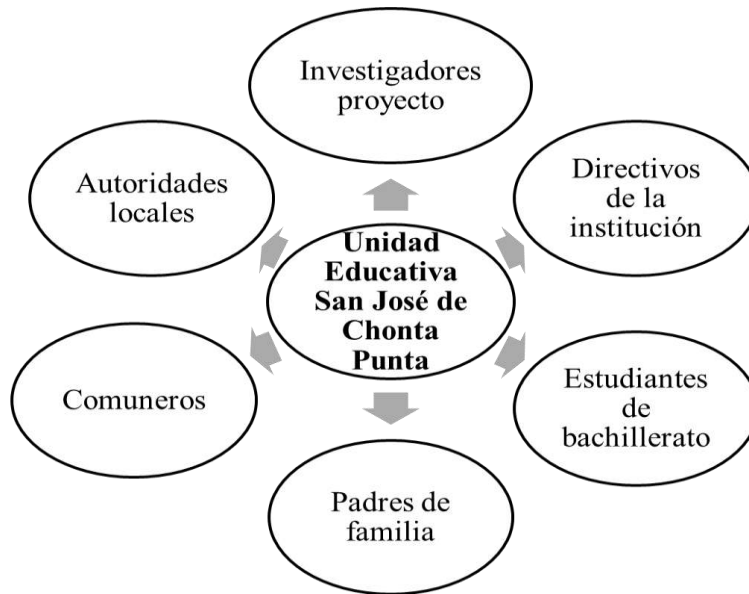 Investigadores
proyecto
Autoridades
locales
Directivos
de la
institución
Unidad
Educativa
San José de
Chonta
Punta
Comuneros
Estudiantes
de
bachillerato
Padres de
familia